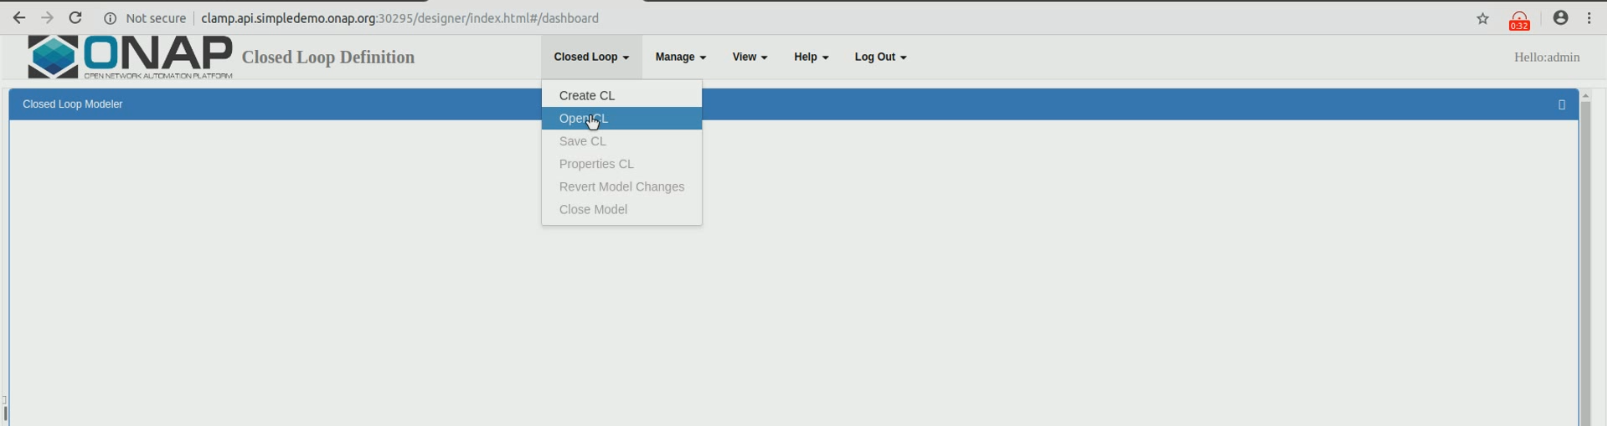 Not secure | clamp.api.simpledemo.onap.org:30295/designer/index.html#/dashboard
0:32
ONAP
OPEN NETWORK AUTOMATION PLATFORM
Closed Loop Definition
Closed Loop
Manage
View
Help
Log Out
Hello:admin
Closed Loop Modeler
Create CL
Open CL
Save CL
Properties CL
Revert Model Changes
Close Model